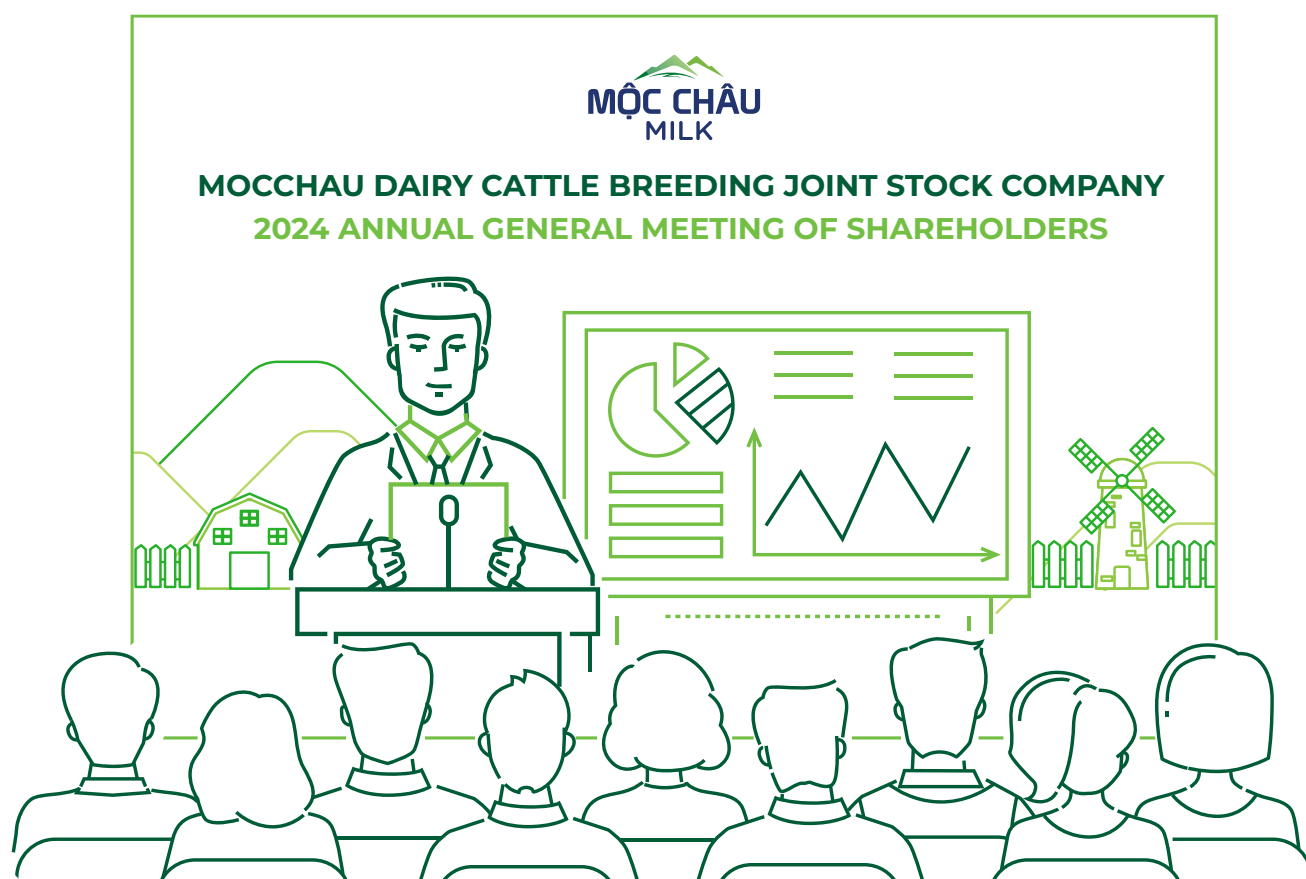 MỘC CHÂU
MILK
MOCCHAU DAIRY CATTLE BREEDING JOINT STOCK COMPANY
2024 ANNUAL GENERAL MEETING OF SHAREHOLDERS